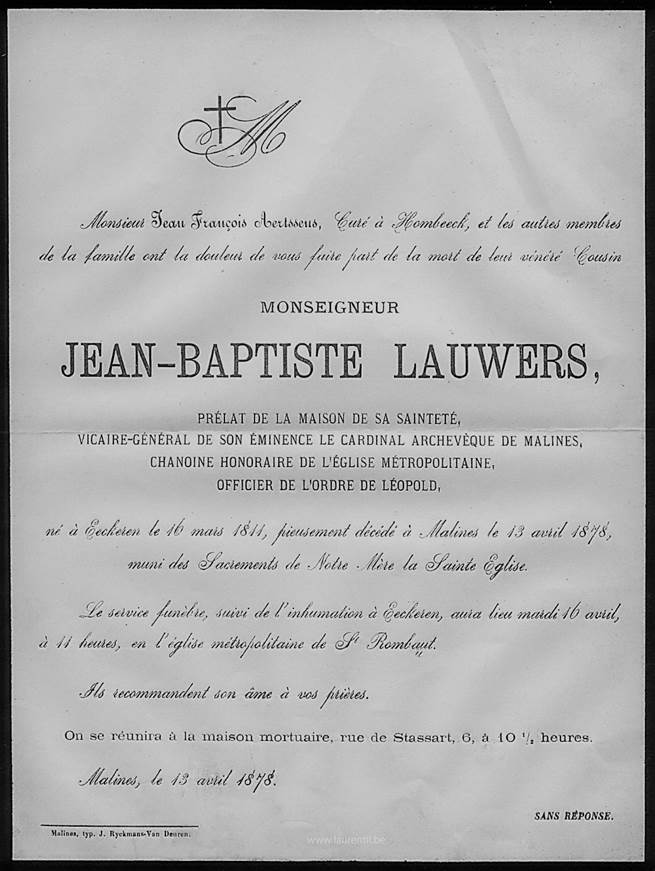 M
Monsieur Jean François Aertssens, Curé à Hombeeck, et les autres membres
de la famille ont la douleur de vous faire part de la mort de leur vénéré Cousin
MONSEIGNEUR
JEAN-BAPTISTE LAUWERS,
PRÉLAT DE LA MAISON DE SA SAINTETÉ,
VICAIRE-GÉNÉRAL DE SON ÉMINENCE LE CARDINAL ARCHEVÊQUE DE MALINES,
CHANOINE HONORAIRE DE L'ÉGLISE MÉTROPOLITAINE,
OFFICIER DE L'ORDRE DE LÉOPOLD,
né à Eeckeren le 16 mars 1811, pieusement décédé à Malines le 13 avril 1878,
muni des Sacrements de Notre Mère la Sainte Eglise.
Le service funèbre, suivi de l'inhumation à Eeckeren, aura lieu mardi 16 avril,
à 11 heures, en l'église métropolitaine de St Rombaut.
Ils recommandent son âme à vos prières.
On se réunira à la maison mortuaire, rue de Stassart, 6, à 10 1/2 heures.
Malines, le 13 avril 1878.
SANS RÉPONSE.
Malines, typ. J. Ryckmans-Van Deuren.
www.laurentii.be